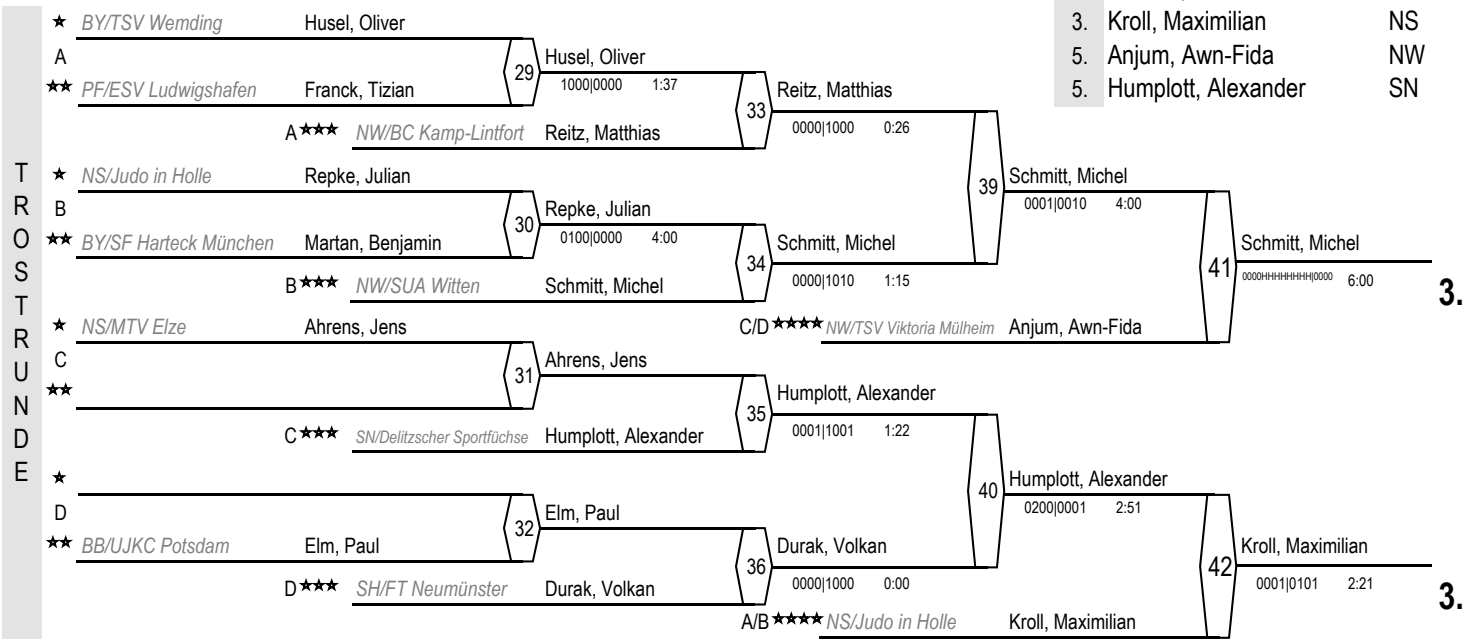 3. Kroll, Maximilian NS
5. Anjum, Awn-Fida NW
5. Humplott, Alexander SN
TROSTRUNDE
★ BY/TSV Wemding Husel, Oliver
A
★★ PF/ESV Ludwigshafen Franck, Tizian
29 Husel, Oliver
1000|0000 1:37
A★★★ NW/BC Kamp-Lintfort Reitz, Matthias
33 Reitz, Matthias
0000|1000 0:26
★ NS/Judo in Holle Repke, Julian
B
★★ BY/SF Harteck München Martan, Benjamin
30 Repke, Julian
0100|0000 4:00
B★★★ NW/SUA Witten Schmitt, Michel
34 Schmitt, Michel
0000|1010 1:15
39 Schmitt, Michel
0001|0010 4:00
C/D★★★★ NW/TSV Viktoria Mülheim Anjum, Awn-Fida
41 Schmitt, Michel
0000HHHHHHHH|0000 6:00
3.
★ NS/MTV Elze Ahrens, Jens
C
★★
31 Ahrens, Jens
C★★★ SN/Delitzscher Sportfüchse Humplott, Alexander
35 Humplott, Alexander
0001|1001 1:22
★
D
★★ BB/UJKC Potsdam Elm, Paul
32 Elm, Paul
D★★★ SH/FT Neumünster Durak, Volkan
36 Durak, Volkan
0000|1000 0:00
40 Humplott, Alexander
0200|0001 2:51
A/B★★★★ NS/Judo in Holle Kroll, Maximilian
42 Kroll, Maximilian
0001|0101 2:21
3.